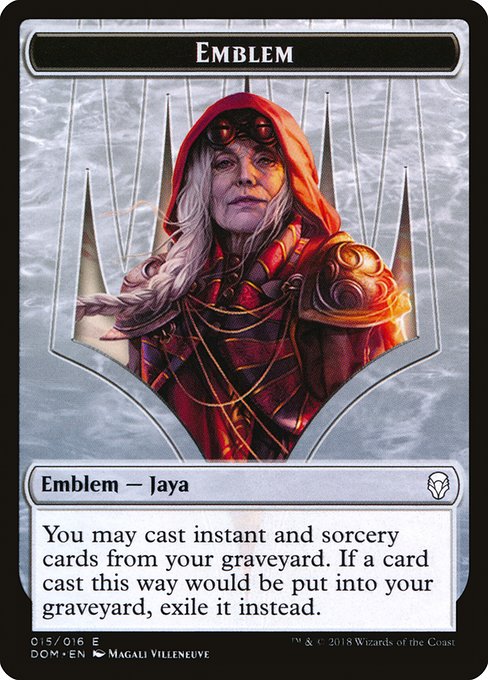 Emblem
Emblem — Jaya
You may cast instant and sorcery
cards from your graveyard. If a card
cast this way would be put into your
graveyard, exile it instead.
015/016 E
DOM • EN Magali Villeneuve
™ & © 2018 Wizards of the Coast